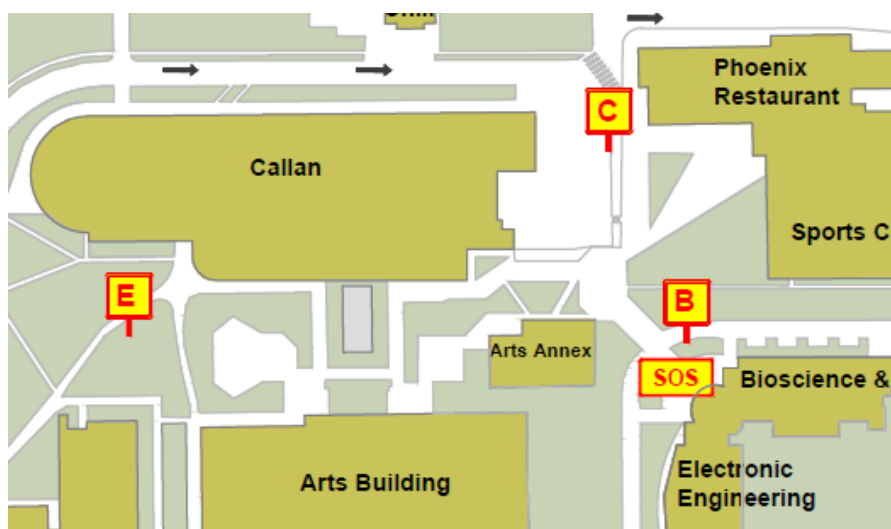 Phoenix
Restaurant
C
Callan
Sports C
E
B
Arts Annex
SOS
Bioscience &
Electronic
Engineering
Arts Building